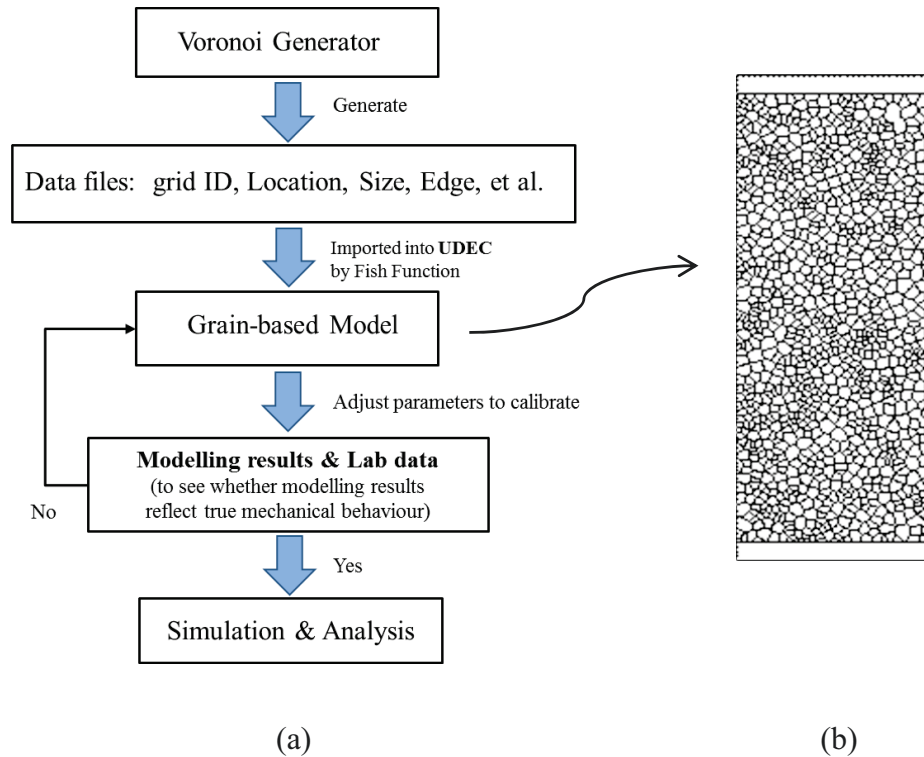 Voronoi Generator
Generate
Data files: grid ID, Location, Size, Edge, et al.
Imported into UDEC
by Fish Function
Grain-based Model
Adjust parameters to calibrate
Modelling results & Lab data
(to see whether modelling results
reflect true mechanical behaviour)
No
Yes
Simulation & Analysis
(a)
(b)